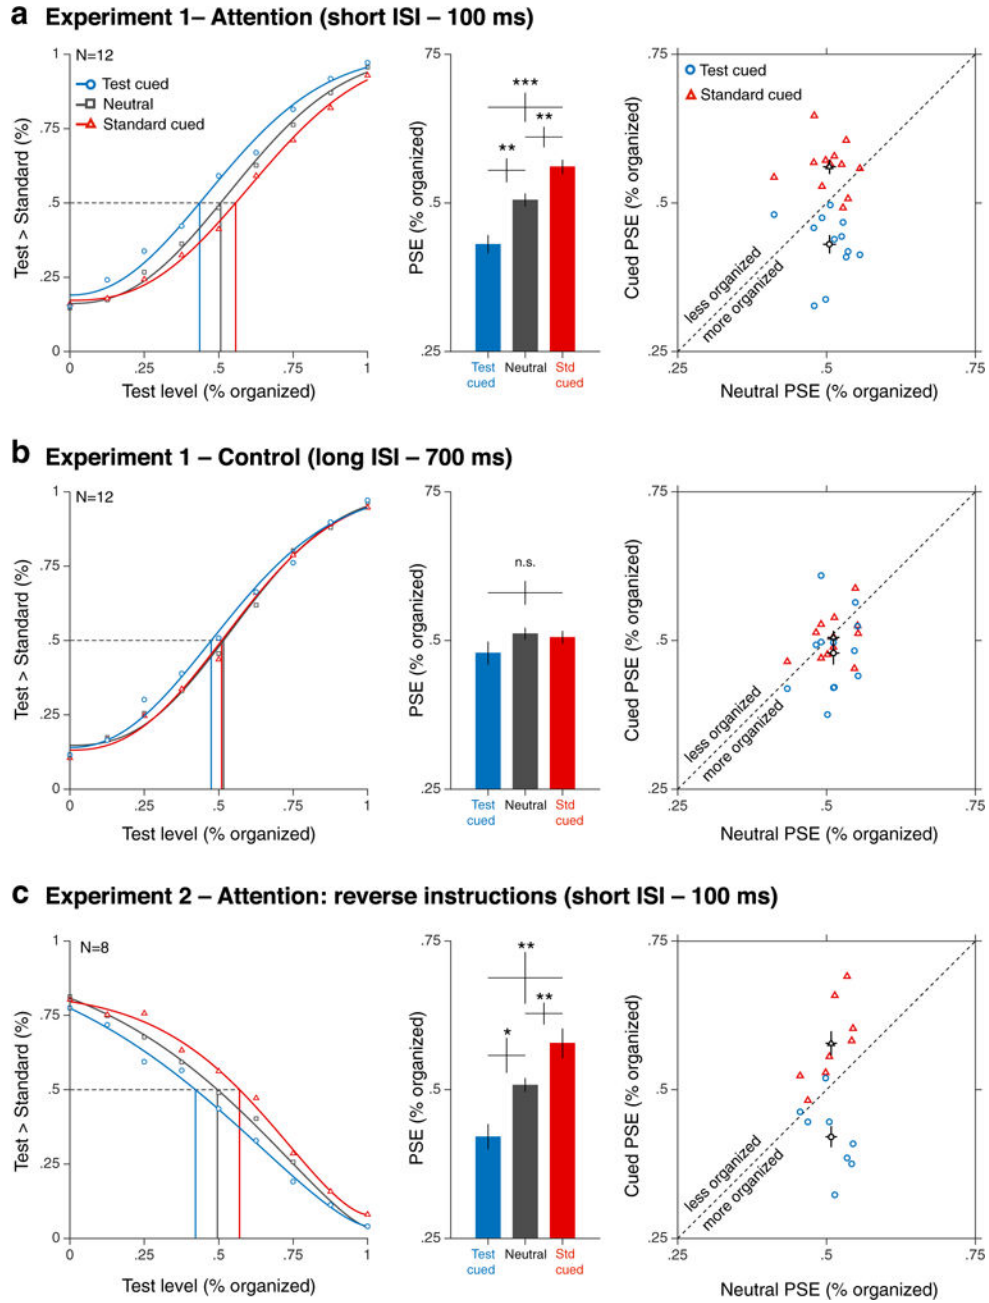 a Experiment 1– Attention (short ISI – 100 ms)
N=12
Test cued
Neutral
Standard cued
Test > Standard (%)
1
.75
.5
.25
0
0 .25 .5 .75 1
Test level (% organized)
PSE (% organized)
.75
.5
.25
***
**
**
Test cued
Neutral
Std cued
Test cued
Standard cued
Cued PSE (% organized)
.75
.5
.25
less organized
more organized
.25 .5 .75
Neutral PSE (% organized)
b Experiment 1 – Control (long ISI – 700 ms)
N=12
Test > Standard (%)
1
.75
.5
.25
0
0 .25 .5 .75 1
Test level (% organized)
PSE (% organized)
.75
.5
.25
n.s.
Test cued
Neutral
Std cued
Cued PSE (% organized)
.75
.5
.25
less organized
more organized
.25 .5 .75
Neutral PSE (% organized)
c Experiment 2 – Attention: reverse instructions (short ISI – 100 ms)
N=8
Test > Standard (%)
1
.75
.5
.25
0
0 .25 .5 .75 1
Test level (% organized)
PSE (% organized)
.75
.5
.25
**
**
*
Test cued
Neutral
Std cued
Cued PSE (% organized)
.75
.5
.25
less organized
more organized
.25 .5 .75
Neutral PSE (% organized)